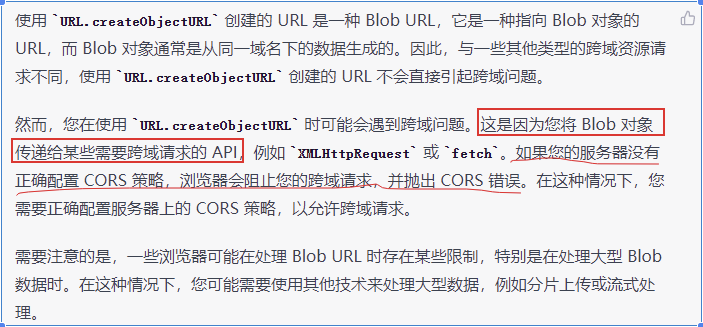 使用 `URL.createObjectURL` 创建的 URL 是一种 Blob URL，它是一种指向 Blob 对象的
URL，而 Blob 对象通常是从同一域名下的数据生成的。因此，与一些其他类型的跨域资源请
求不同，使用 `URL.createObjectURL` 创建的 URL 不会直接引起跨域问题。
然而，您在使用 `URL.createObjectURL` 时可能会遇到跨域问题。这是因为您将 Blob 对象
传递给某些需要跨域请求的 API，例如 `XMLHttpRequest` 或 `fetch`。如果您的服务器没有
正确配置 CORS 策略，浏览器会阻止您的跨域请求，并抛出 CORS 错误。在这种情况下，您
需要正确配置服务器上的 CORS 策略，以允许跨域请求。
需要注意的是，一些浏览器可能在处理 Blob URL 时存在某些限制，特别是在处理大型 Blob
数据时。在这种情况下，您可能需要使用其他技术来处理大型数据，例如分片上传或流式处
理。